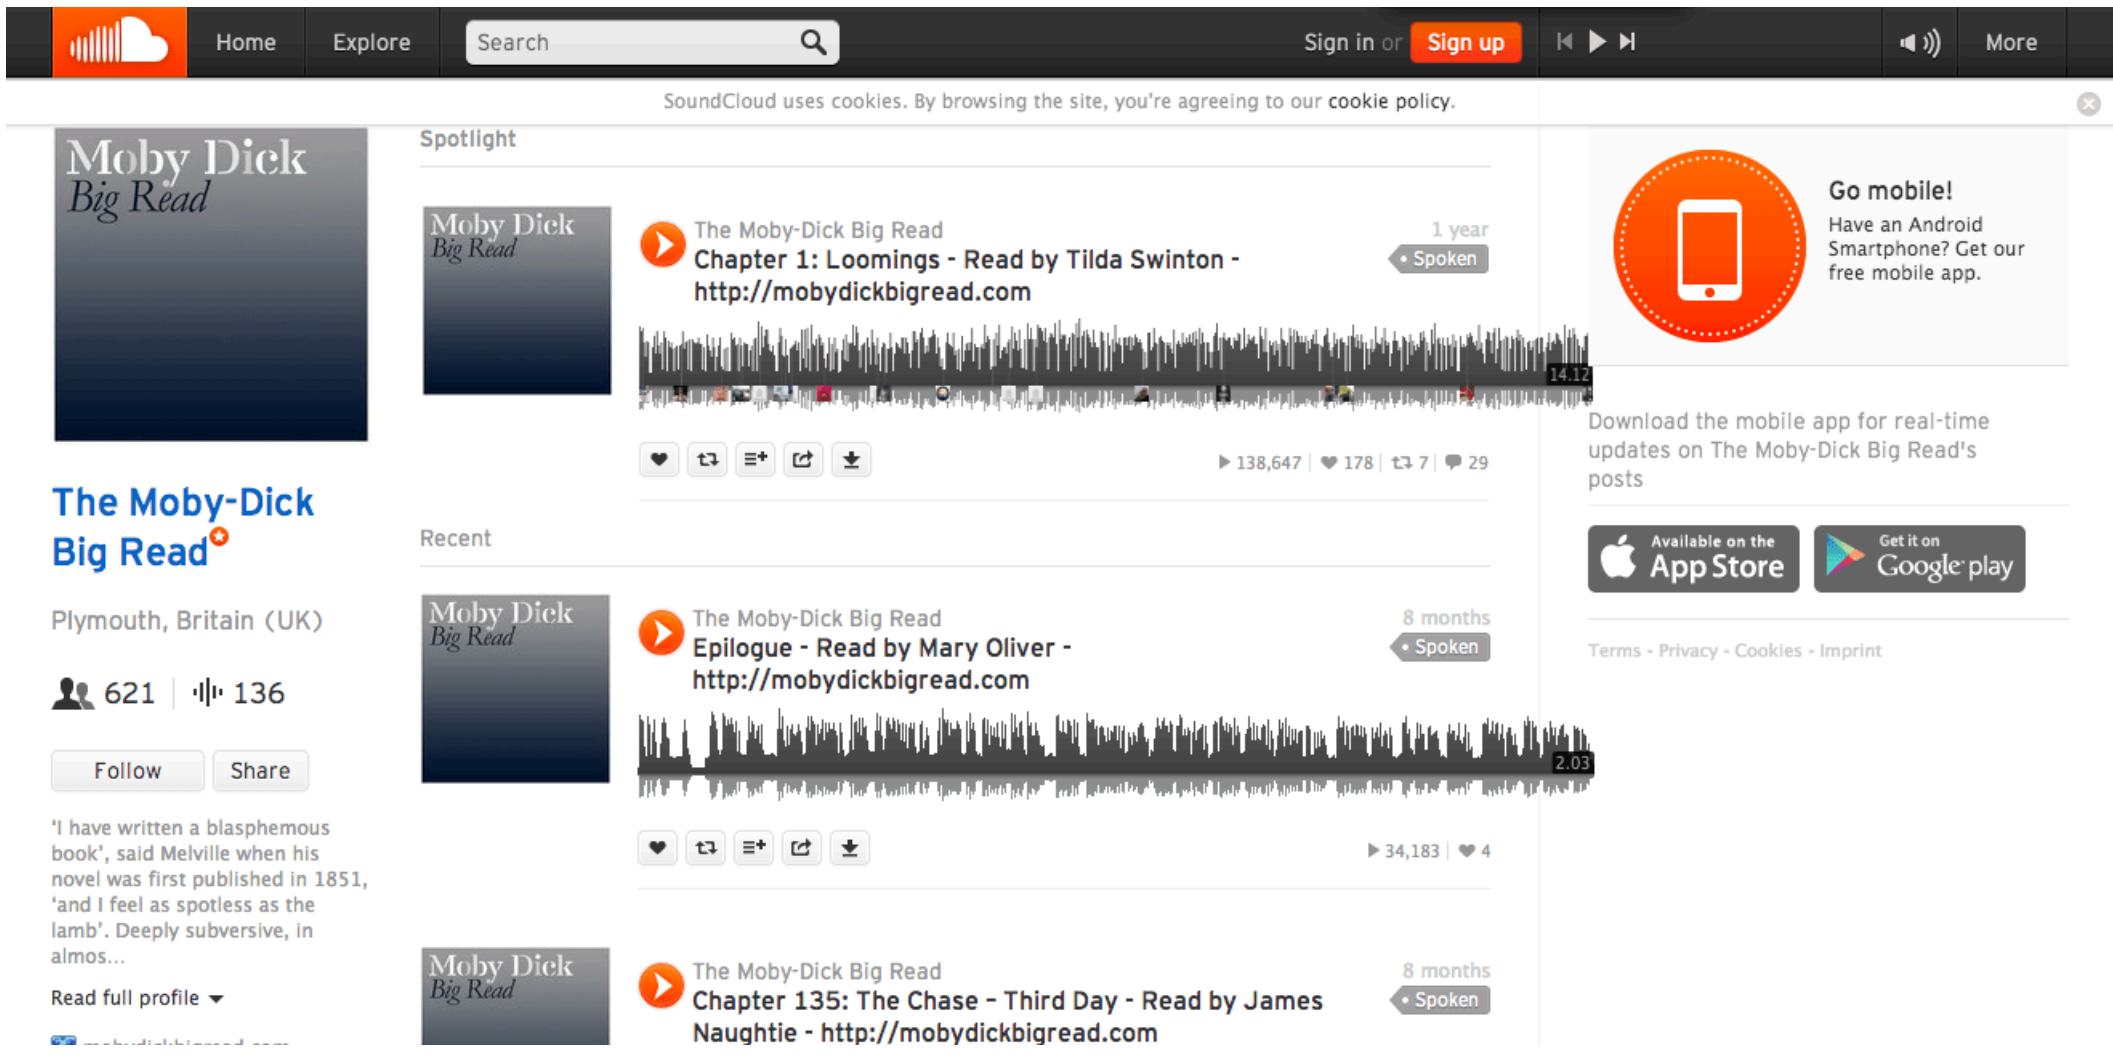 Home
Explore
Search
Sign in or Sign up
More
SoundCloud uses cookies. By browsing the site, you're agreeing to our cookie policy.
Moby Dick
Big Read
The Moby-Dick
Big Read
Plymouth, Britain (UK)
621
136
Follow
Share
‘I have written a blasphemous
book’, said Melville when his
novel was first published in 1851,
‘and I feel as spotless as the
lamb’. Deeply subversive, in
almos...
Read full profile
mobydickbigread.com
Spotlight
Moby Dick
Big Read
The Moby-Dick Big Read
1 year
Chapter 1: Loomings - Read by Tilda Swinton -
http://mobydickbigread.com
Spoken
14.12
138,647
178
7
29
Recent
Moby Dick
Big Read
The Moby-Dick Big Read
8 months
Epilogue - Read by Mary Oliver -
http://mobydickbigread.com
Spoken
2.03
34,183
4
Moby Dick
Big Read
The Moby-Dick Big Read
8 months
Chapter 135: The Chase – Third Day - Read by James
Naughtie - http://mobydickbigread.com
Spoken
Go mobile!
Have an Android
Smartphone? Get our
free mobile app.
Download the mobile app for real-time
updates on The Moby-Dick Big Read's
posts
Available on the
App Store
Get it on
Google play
Terms - Privacy - Cookies - Imprint